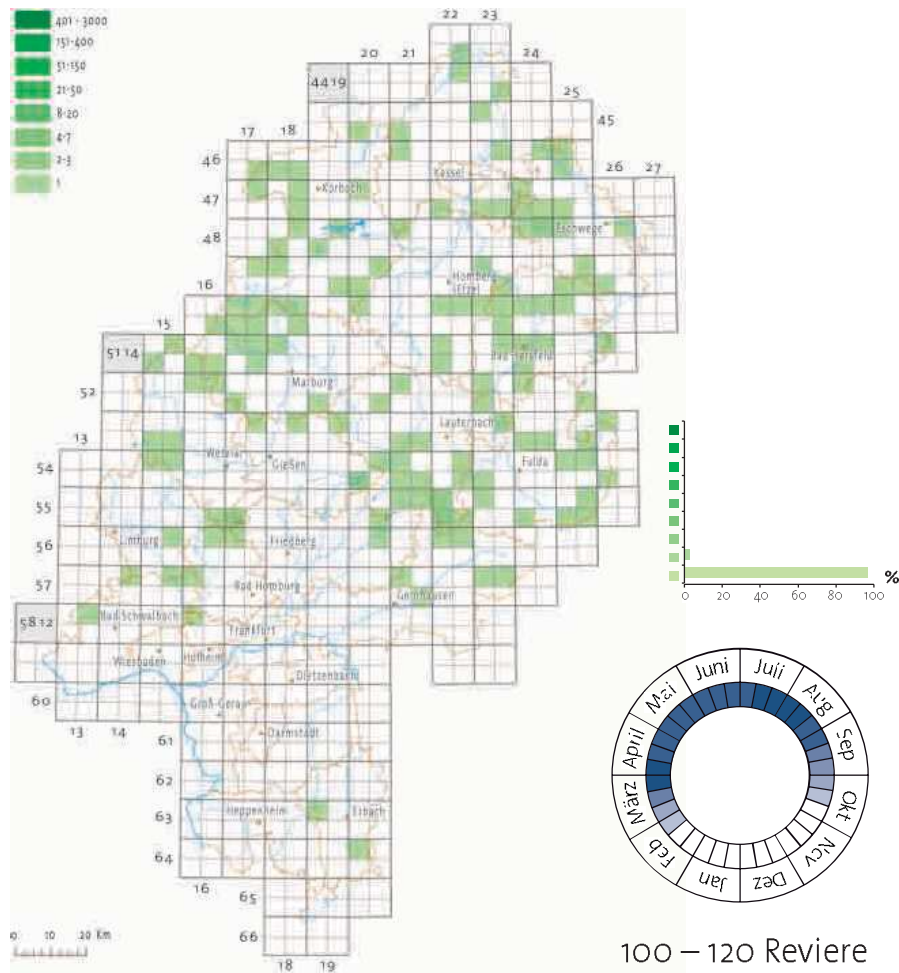 401 - 3000
151-400
51-150
21-50
8-20
4-7
2-3
1
22 23
20 21
24
4419
25
45
17 18
46
26 27
Kassel
Korbach
47
Eschwege
48
Homberg
(Efze)
16
15
5114
Bad Hersfeld
Marburg
52
Lauterbach
13
Wetzlar
Gießen
54
Fulda
55
Limburg
Friedberg
56
%
57
Bad Homburg
0 20 40 60 80 100
Gelnhausen
5812
Bad Schwalbach
Frankfurt
Wiesbaden
Hofheim
Dietzenbach
60
Groß-Gerau
13 14
61
Darmstadt
62
Heppenheim
Erbach
63
64
16
65
66
18 19
0 10 20 Km
Jan
Feb
März
April
Mai
Juni
Juli
Aug
Sep
Okt
Nov
Dez
100 – 120 Reviere